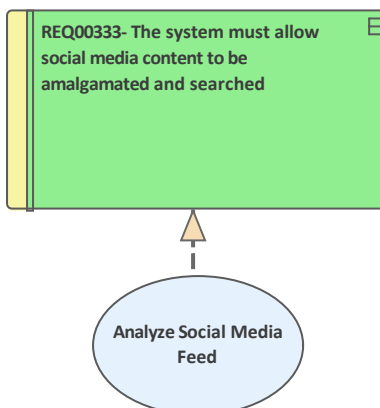 REQ00333- The system must allow
social media content to be
amalgamated and searched
Analyze Social Media
Feed